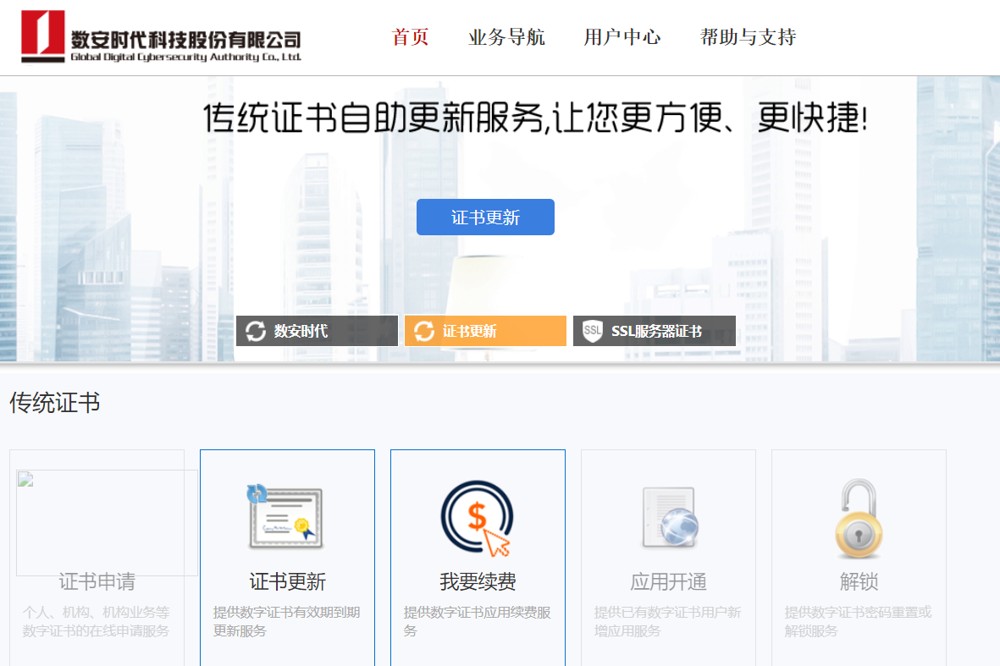 数安时代科技股份有限公司
Global Digital Cybersecurity Authority Co., Ltd.
首页
业务导航
用户中心
帮助与支持
传统证书自助更新服务,让您更方便、更快捷!
证书更新
数安时代
证书更新
SSL
SSL服务器证书
传统证书
$
证书申请
个人、机构、机构业务等
数字证书的在线申请服务
证书更新
提供数字证书有效期到期
更新服务
我要续费
提供数字证书应用续费服
务
应用开通
提供已有数字证书用户新
增应用服务
解锁
提供数字证书密码重置或
解锁服务